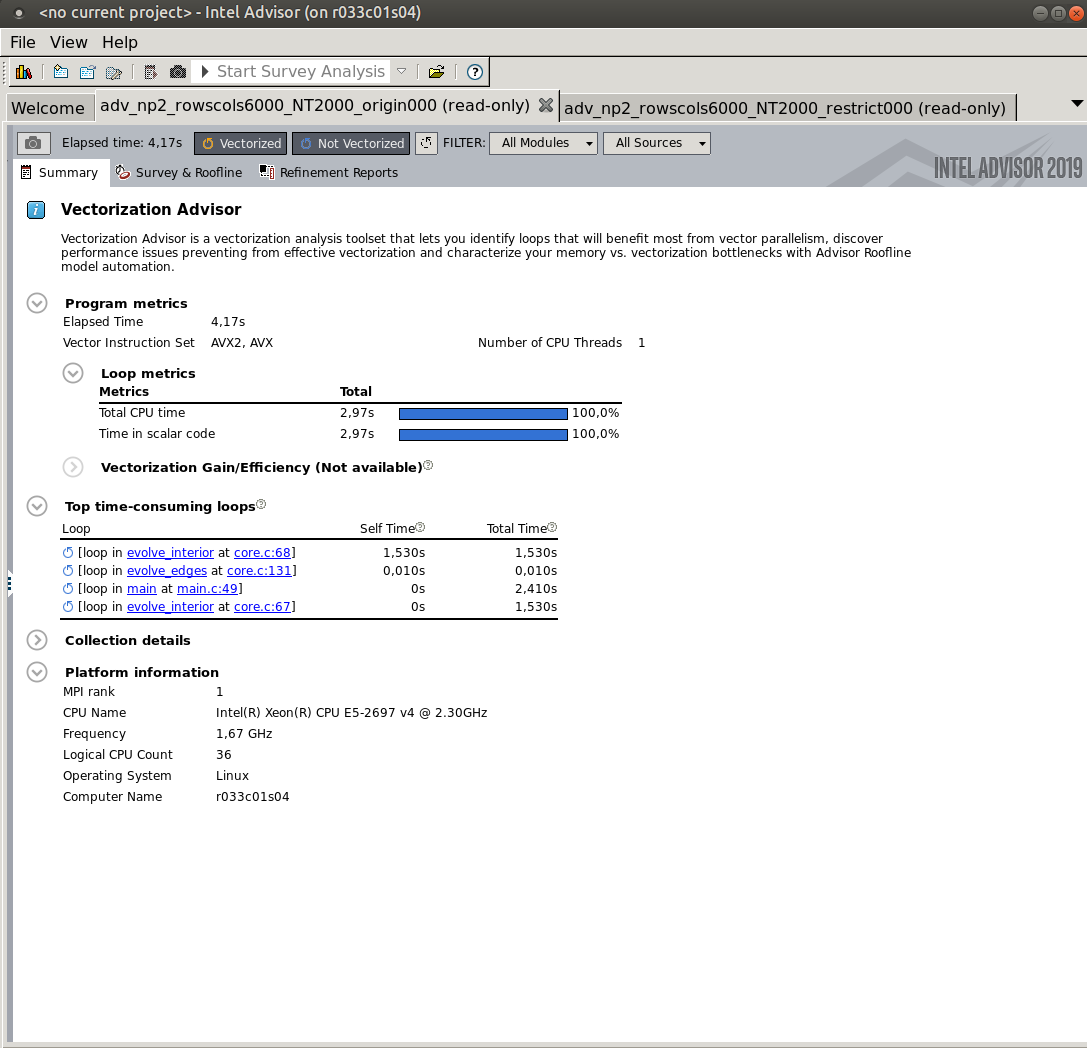 <no current project> - Intel Advisor (on r033c01s04)
File View Help
Start Survey Analysis
Welcome adv_np2_rowscols6000_NT2000_origin000 (read-only) adv_np2_rowscols6000_NT2000_restrict000 (read-only)
Elapsed time: 4,17s Vectorized Not Vectorized FILTER: All Modules All Sources
INTEL ADVISOR 2019
Summary Survey & Roofline Refinement Reports
Vectorization Advisor
Vectorization Advisor is a vectorization analysis toolset that lets you identify loops that will benefit most from vector parallelism, discover
performance issues preventing from effective vectorization and characterize your memory vs. vectorization bottlenecks with Advisor Roofline
model automation.
Program metrics
Elapsed Time 4,17s
Vector Instruction Set AVX2, AVX Number of CPU Threads 1
Loop metrics
Metrics Total
Total CPU time 2,97s 100,0%
Time in scalar code 2,97s 100,0%
Vectorization Gain/Efficiency (Not available)
Top time-consuming loops
Loop Self Time Total Time
[loop in evolve_interior at core.c:68] 1,530s 1,530s
[loop in evolve_edges at core.c:131] 0,010s 0,010s
[loop in main at main.c:49] 0s 2,410s
[loop in evolve_interior at core.c:67] 0s 1,530s
Collection details
Platform information
MPI rank 1
CPU Name Intel(R) Xeon(R) CPU E5-2697 v4 @ 2.30GHz
Frequency 1,67 GHz
Logical CPU Count 36
Operating System Linux
Computer Name r033c01s04